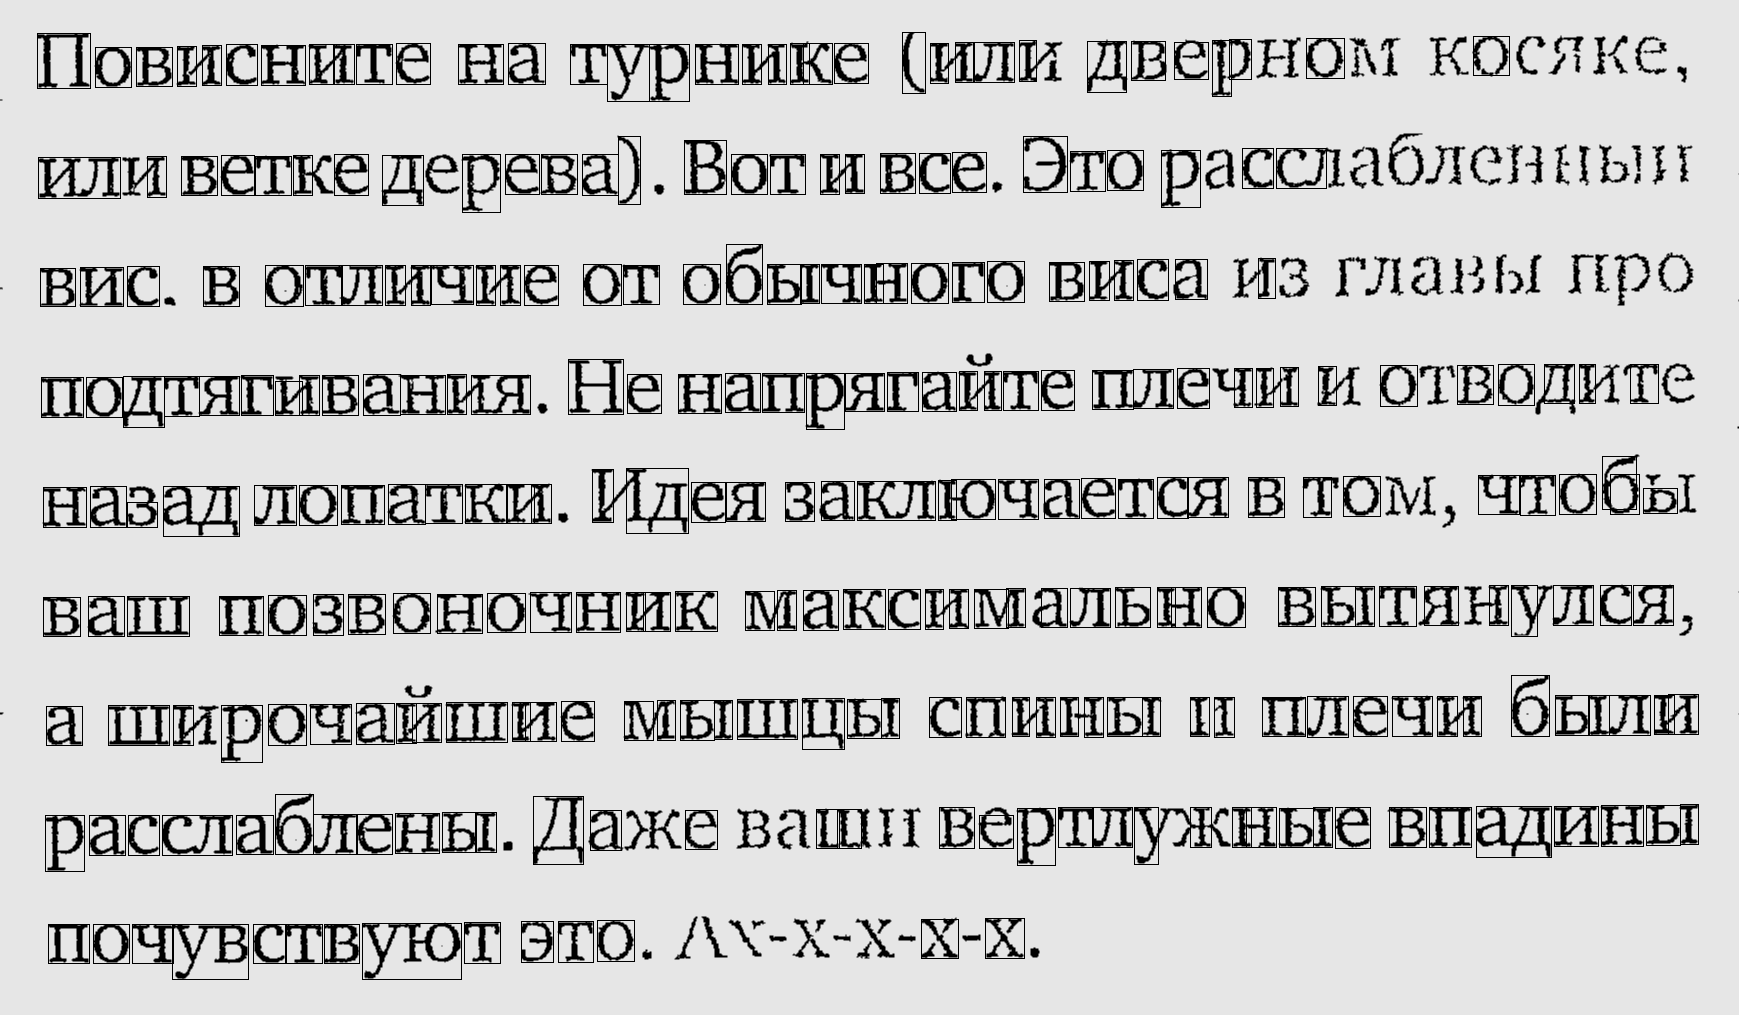 Повисните на турнике (или дверном косяке,
или ветке дерева). Вот и все. Это расслабленный
вис. в отличие от обычного виса из главы про
подтягивания. Не напрягайте плечи и отводите
назад лопатки. Идея заключается в том, чтобы
ваш позвоночник максимально вытянулся,
а широчайшие мышцы спины и плечи были
расслаблены. Даже ваши вертлужные впадины
почувствуют это. Ах-х-х-х-х.